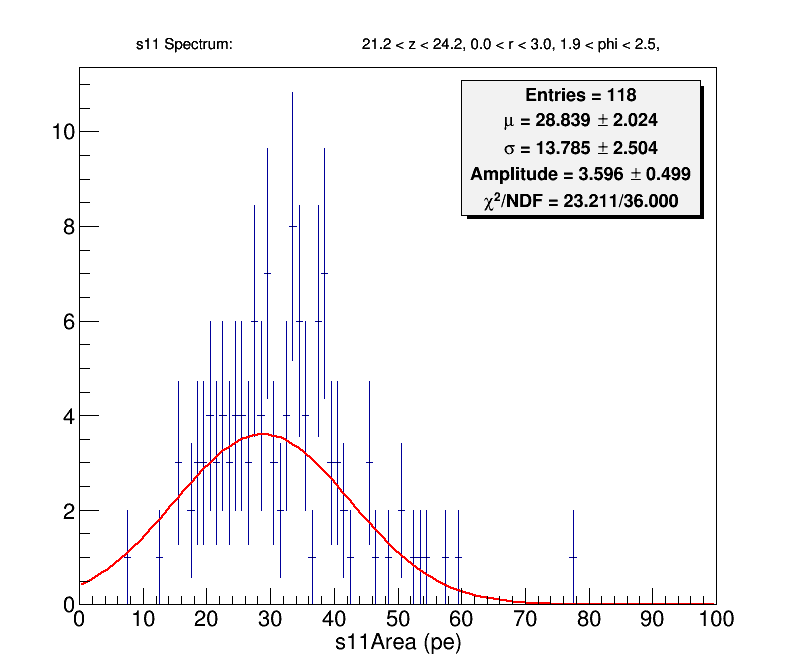 s11 Spectrum: 21.2 < z < 24.2, 0.0 < r < 3.0, 1.9 < phi < 2.5,
Entries = 118
μ = 28.839 ± 2.024
σ = 13.785 ± 2.504
Amplitude = 3.596 ± 0.499
χ²/NDF = 23.211/36.000
10
8
6
4
2
0
0 10 20 30 40 50 60 70 80 90 100
s11Area (pe)